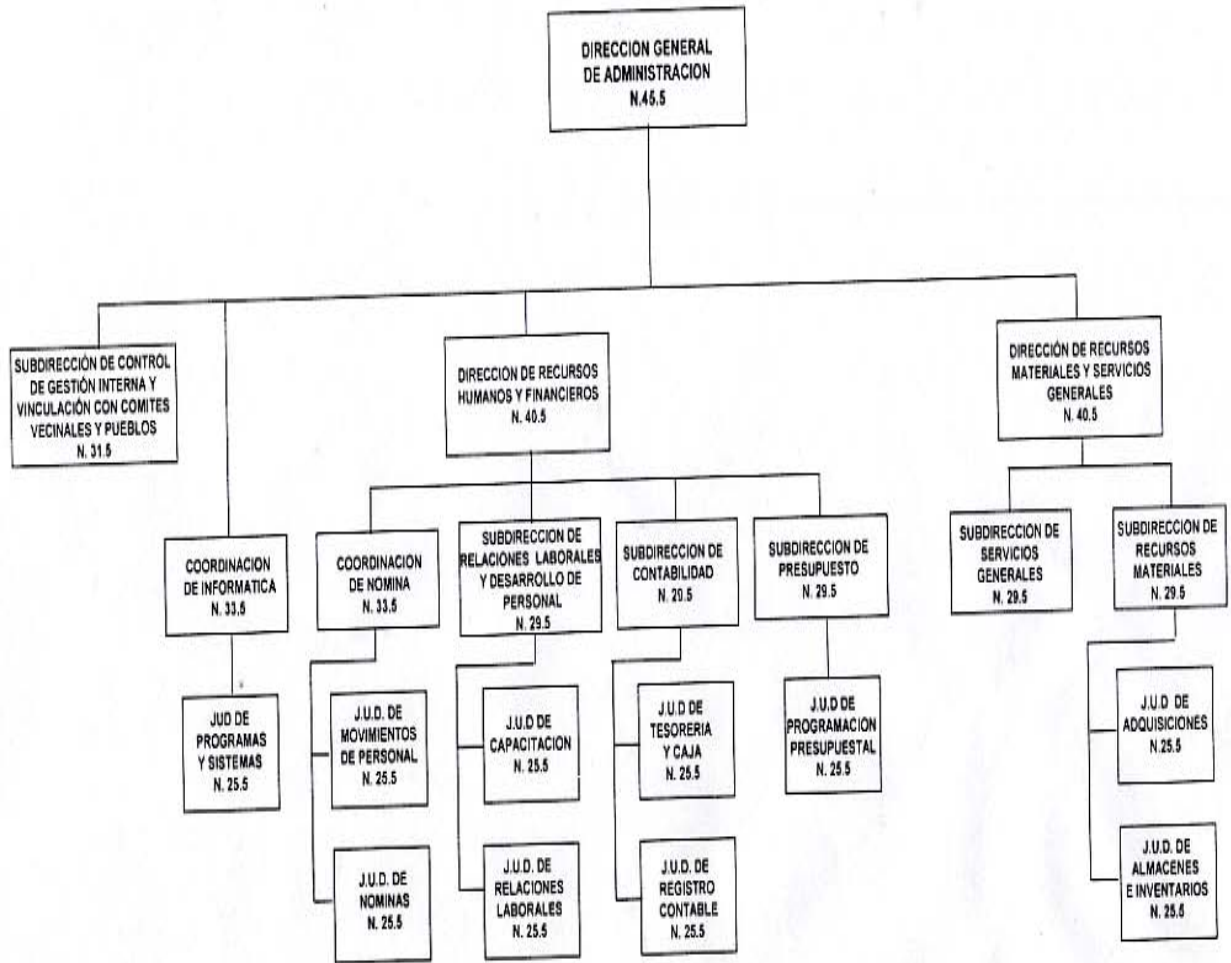 DIRECCION GENERAL
DE ADMINISTRACION
N.45.5
SUBDIRECCIÓN DE CONTROL
DE GESTIÓN INTERNA Y
VINCULACIÓN CON COMITES
VECINALES Y PUEBLOS
N. 31.5
DIRECCION DE RECURSOS
HUMANOS Y FINANCIEROS
N. 40.5
DIRECCIÓN DE RECURSOS
MATERIALES Y SERVICIOS
GENERALES
N. 40.5
COORDINACION
DE INFORMATICA
N. 33.5
COORDINACION
DE NOMINA
N. 33.5
SUBDIRECCION DE
RELACIONES LABORALES
Y DESARROLLO DE
PERSONAL
N. 29.5
SUBDIRECCION DE
CONTABILIDAD
N. 29.5
SUBDIRECCION DE
PRESUPUESTO
N. 29.5
SUBDIRECCION DE
SERVICIOS
GENERALES
N. 29.5
SUBDIRECCION DE
RECURSOS
MATERIALES
N. 29.5
JUD DE
PROGRAMAS
Y SISTEMAS
N. 25.5
J.U.D. DE
MOVIMIENTOS
DE PERSONAL
N. 25.5
J.U.D DE
CAPACITACION
N. 25.5
J.U.D DE
TESORERIA
Y CAJA
N. 25.5
J.U.D DE
PROGRAMACION
PRESUPUESTAL
N. 25.5
J.U.D DE
ADQUISICIONES
N.25.5
J.U.D. DE
NOMINAS
N. 25.5
J.U.D. DE
RELACIONES
LABORALES
N. 25.5
J.U.D. DE
REGISTRO
CONTABLE
N. 25.5
J.U.D. DE
ALMACENES
E INVENTARIOS
N. 25.5